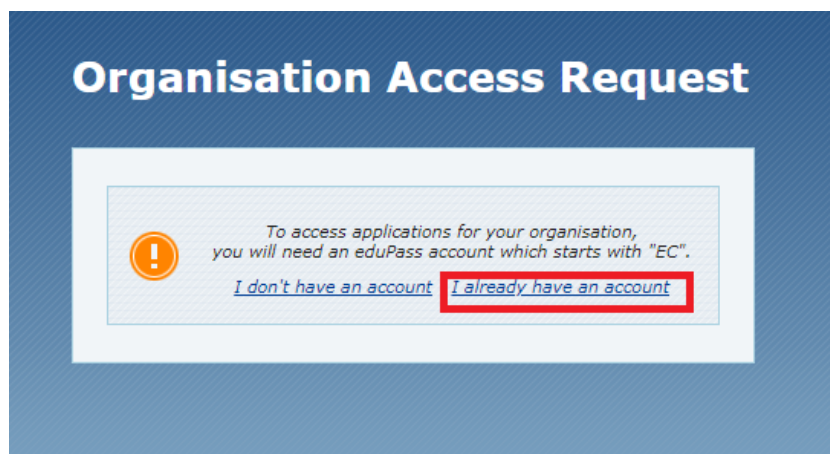 Organisation Access Request
To access applications for your organisation,
you will need an eduPass account which starts with "EC".
I don't have an account I already have an account